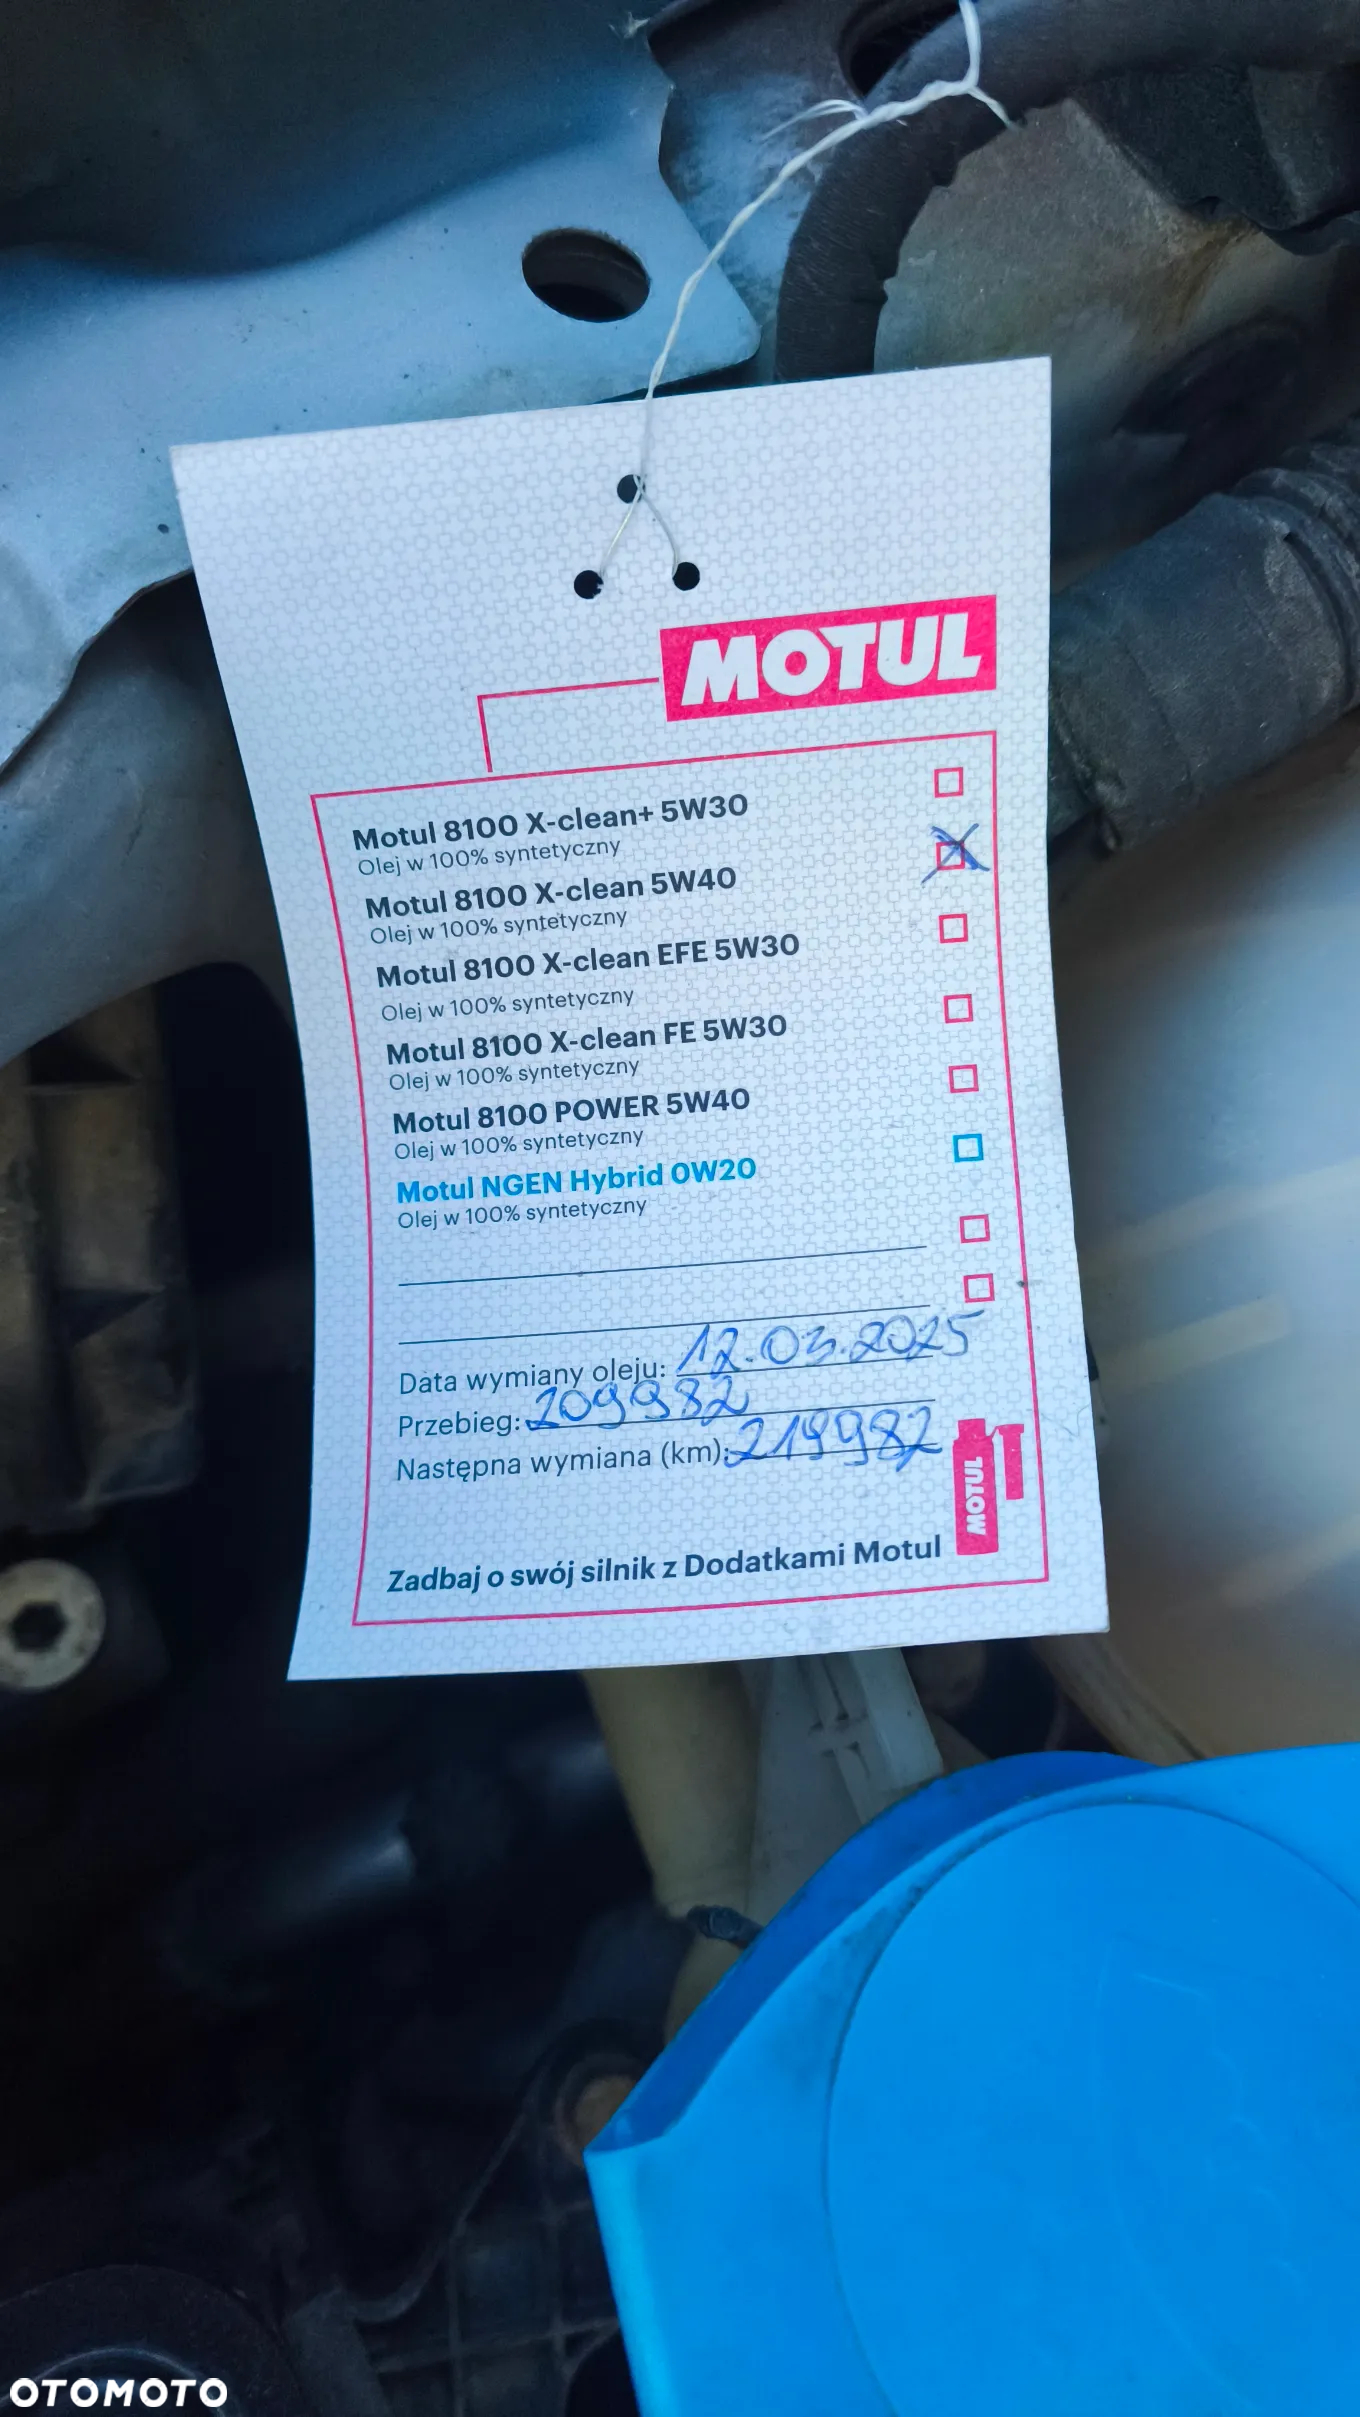 MOTUL
Motul 8100 X-clean+ 5W30
Olej w 100% syntetyczny
Motul 8100 X-clean 5W40
Olej w 100% syntetyczny
Motul 8100 X-clean EFE 5W30
Olej w 100% syntetyczny
Motul 8100 X-clean FE 5W30
Olej w 100% syntetyczny
Motul 8100 POWER 5W40
Olej w 100% syntetyczny
Motul NGEN Hybrid 0W20
Olej w 100% syntetyczny
Data wymiany oleju: 12.03.2025
Przebieg: 209982
Następna wymiana (km): 219982
MOTUL
Zadbaj o swój silnik z Dodatkami Motul
OTOMOTO